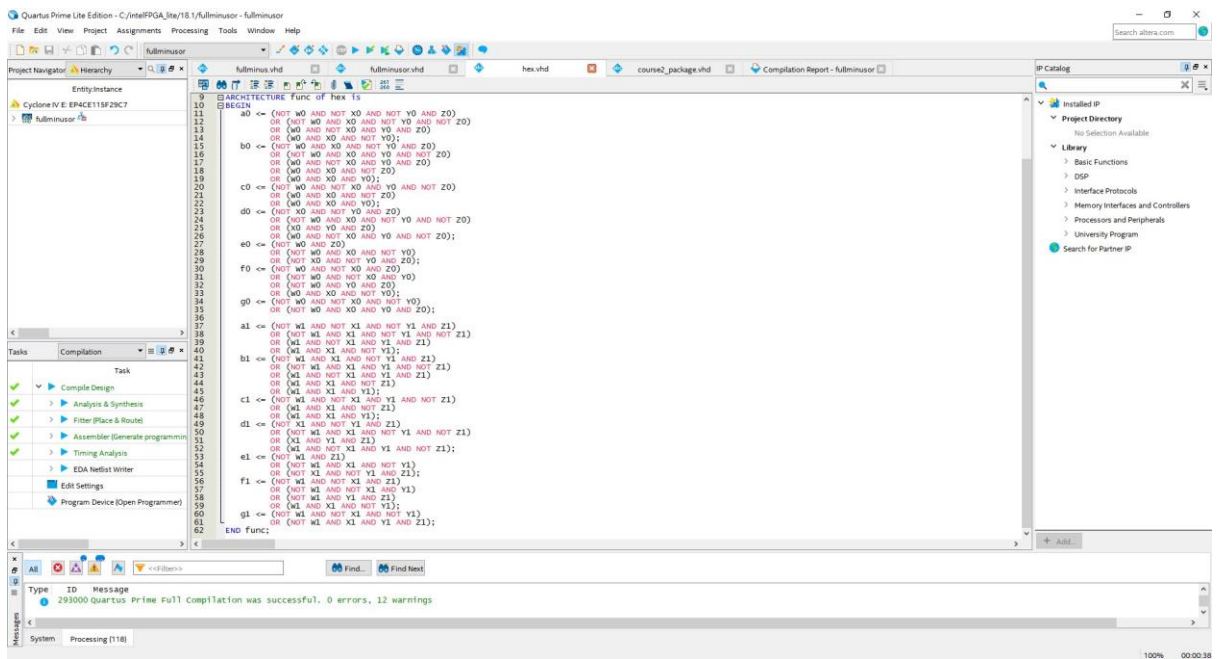 Quartus Prime Lite Edition - C:/intelFPGA_lite/18.1/fullminusor - fullminusor
File Edit View Project Assignments Processing Tools Window Help
Search altera.com
fullminusor
Project Navigator Hierarchy
Entity:Instance
Cyclone IV E: EP4CE115F29C7
fullminusor
fullminus.vhd fullminusor.vhd hex.vhd course2_package.vhd Compilation Report - fullminusor
9 ARCHITECTURE func of hex is
10 BEGIN
11 a0 <= (NOT W0 AND NOT X0 AND NOT Y0 AND Z0)
12 OR (NOT W0 AND X0 AND NOT Y0 AND NOT Z0)
13 OR (W0 AND NOT X0 AND Y0 AND Z0)
14 OR (W0 AND X0 AND NOT Y0);
15 b0 <= (NOT W0 AND X0 AND NOT Y0 AND Z0)
16 OR (NOT W0 AND X0 AND Y0 AND NOT Z0)
17 OR (W0 AND NOT X0 AND Y0 AND Z0)
18 OR (W0 AND X0 AND NOT Z0)
19 OR (W0 AND X0 AND Y0);
20 c0 <= (NOT W0 AND NOT X0 AND Y0 AND NOT Z0)
21 OR (W0 AND X0 AND NOT Z0)
22 OR (W0 AND X0 AND Y0);
23 d0 <= (NOT X0 AND NOT Y0 AND Z0)
24 OR (NOT W0 AND X0 AND NOT Y0 AND NOT Z0)
25 OR (X0 AND Y0 AND Z0)
26 OR (W0 AND NOT X0 AND Y0 AND NOT Z0);
27 e0 <= (NOT W0 AND Z0)
28 OR (NOT W0 AND X0 AND NOT Y0)
29 OR (NOT X0 AND NOT Y0 AND Z0);
30 f0 <= (NOT W0 AND NOT X0 AND Z0)
31 OR (NOT W0 AND NOT X0 AND Y0)
32 OR (NOT W0 AND Y0 AND Z0)
33 OR (W0 AND X0 AND NOT Y0);
34 g0 <= (NOT W0 AND NOT X0 AND NOT Y0)
35 OR (NOT W0 AND X0 AND Y0 AND Z0);
36
37 a1 <= (NOT W1 AND NOT X1 AND NOT Y1 AND Z1)
38 OR (NOT W1 AND X1 AND NOT Y1 AND NOT Z1)
39 OR (W1 AND NOT X1 AND Y1 AND Z1)
40 OR (W1 AND X1 AND NOT Y1);
41 b1 <= (NOT W1 AND X1 AND NOT Y1 AND Z1)
42 OR (NOT W1 AND X1 AND Y1 AND NOT Z1)
43 OR (W1 AND NOT X1 AND Y1 AND Z1)
44 OR (W1 AND X1 AND NOT Z1)
45 OR (W1 AND X1 AND Y1);
46 c1 <= (NOT W1 AND NOT X1 AND Y1 AND NOT Z1)
47 OR (W1 AND X1 AND NOT Z1)
48 OR (W1 AND X1 AND Y1);
49 d1 <= (NOT X1 AND NOT Y1 AND Z1)
50 OR (NOT W1 AND X1 AND NOT Y1 AND NOT Z1)
51 OR (X1 AND Y1 AND Z1)
52 OR (W1 AND NOT X1 AND Y1 AND NOT Z1);
53 e1 <= (NOT W1 AND Z1)
54 OR (NOT W1 AND X1 AND NOT Y1)
55 OR (NOT X1 AND NOT Y1 AND Z1);
56 f1 <= (NOT W1 AND NOT X1 AND Z1)
57 OR (NOT W1 AND NOT X1 AND Y1)
58 OR (NOT W1 AND Y1 AND Z1)
59 OR (W1 AND X1 AND NOT Y1);
60 g1 <= (NOT W1 AND NOT X1 AND NOT Y1)
61 OR (NOT W1 AND X1 AND Y1 AND Z1);
62 END func;
Tasks Compilation
Task
Compile Design
Analysis & Synthesis
Fitter (Place & Route)
Assembler (Generate programmin
Timing Analysis
EDA Netlist Writer
Edit Settings
Program Device (Open Programmer)
IP Catalog
Installed IP
Project Directory
No Selection Available
Library
Basic Functions
DSP
Interface Protocols
Memory Interfaces and Controllers
Processors and Peripherals
University Program
Search for Partner IP
+ Add...
All <<Filter>> Find... Find Next
Type ID Message
293000 Quartus Prime Full Compilation was successful. 0 errors, 12 warnings
Messages
System Processing (118)
100% 00:00:38